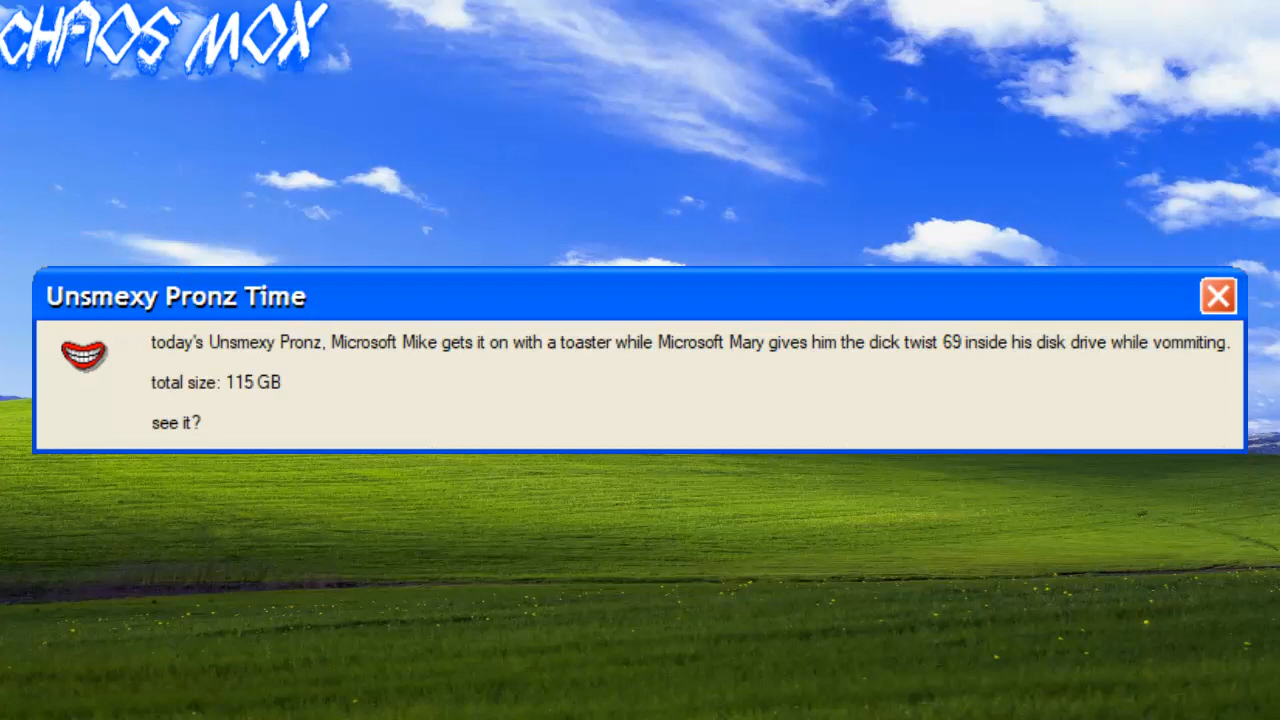 CHAOS MOX
Unsmexy Pronz Time
today's Unsmexy Pronz, Microsoft Mike gets it on with a toaster while Microsoft Mary gives him the dick twist 69 inside his disk drive while vommiting.
total size: 115 GB
see it?